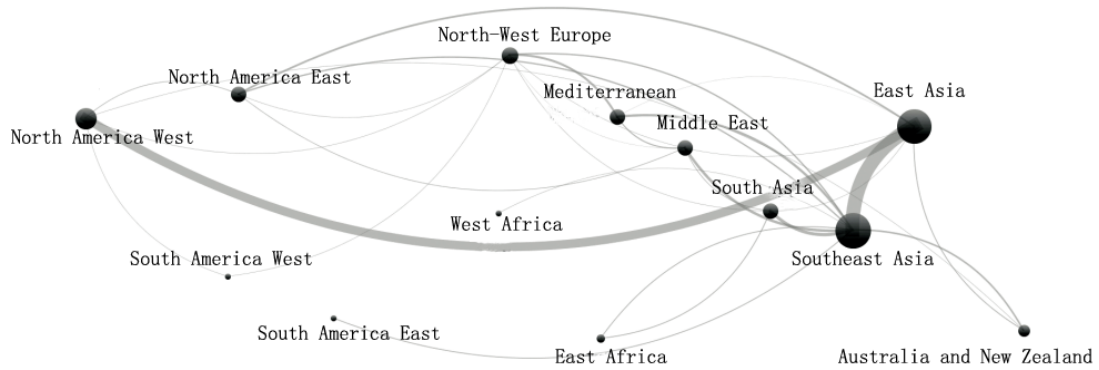 North-West Europe
North America East
Mediterranean
East Asia
Middle East
North America West
South Asia
West Africa
South America West
Southeast Asia
South America East
East Africa
Australia and New Zealand